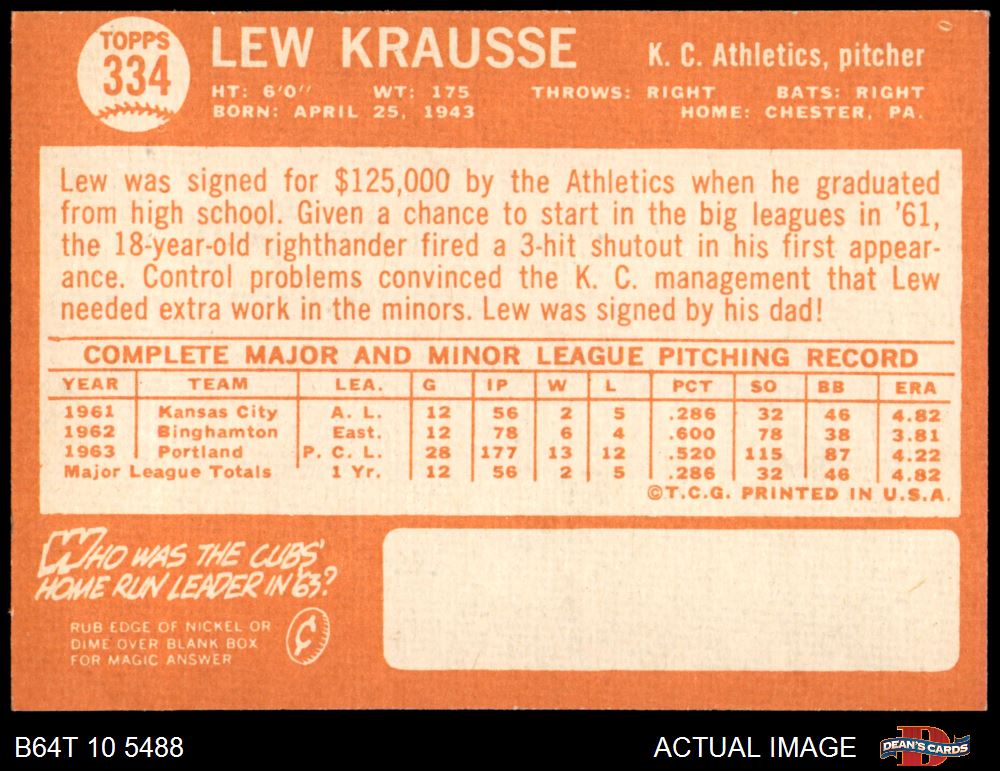 TOPPS
334
LEW KRAUSSE
K. C. Athletics, pitcher
HT: 6'0" WT: 175 THROWS: RIGHT BATS: RIGHT
BORN: APRIL 25, 1943 HOME: CHESTER, PA.
Lew was signed for $125,000 by the Athletics when he graduated
from high school. Given a chance to start in the big leagues in '61,
the 18-year-old righthander fired a 3-hit shutout in his first appear-
ance. Control problems convinced the K. C. management that Lew
needed extra work in the minors. Lew was signed by his dad!
COMPLETE MAJOR AND MINOR LEAGUE PITCHING RECORD
YEAR TEAM LEA. G IP W L PCT SO BB ERA
1961 Kansas City A. L. 12 56 2 5 .286 32 46 4.82
1962 Binghamton East. 12 78 6 4 .600 78 38 3.81
1963 Portland P. C. L. 28 177 13 12 .520 115 87 4.22
Major League Totals 1 Yr. 12 56 2 5 .286 32 46 4.82
©T.C.G. PRINTED IN U.S.A.
WHO WAS THE CUBS'
HOME RUN LEADER IN '63?
RUB EDGE OF NICKEL OR
DIME OVER BLANK BOX
FOR MAGIC ANSWER
¢
B64T 10 5488
ACTUAL IMAGE
D
DEAN'S CARDS